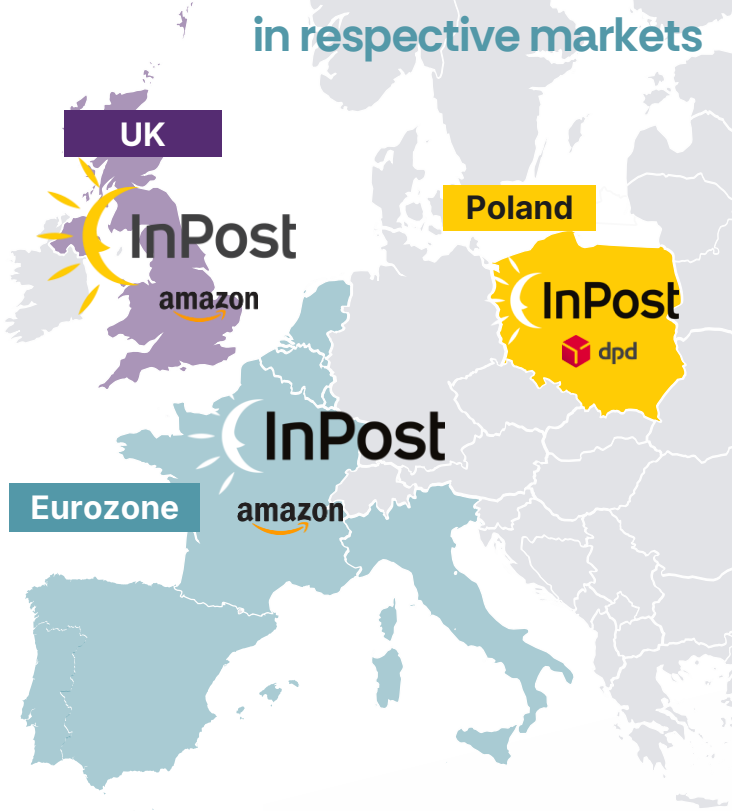 in respective markets
UK
InPost
amazon
Poland
InPost
dpd
InPost
Eurozone
amazon